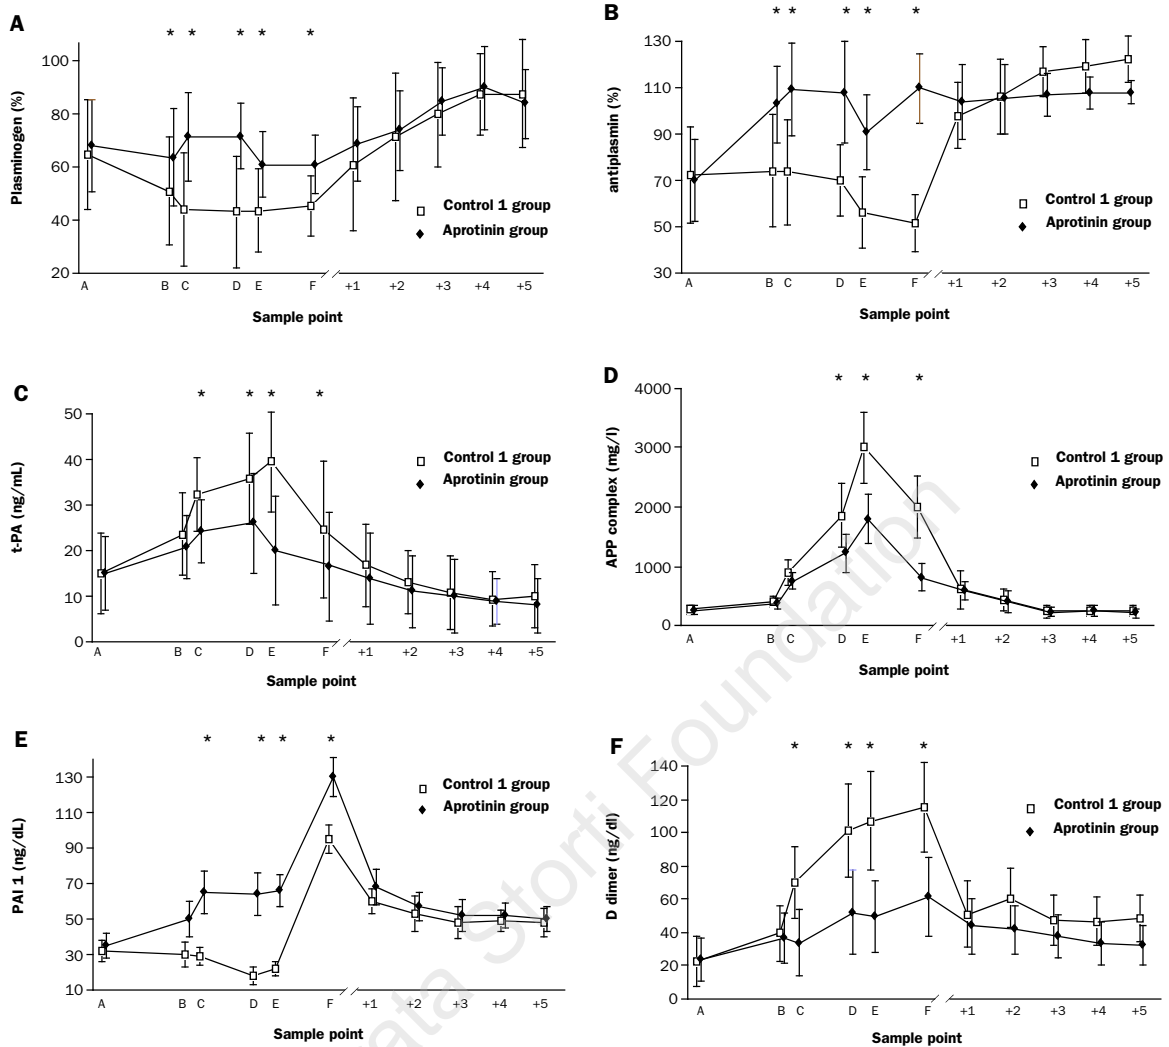 A
* * * * *
Plasminogen (%)
100
80
60
40
20
Control 1 group
Aprotinin group
A B C D E F +1 +2 +3 +4 +5
Sample point
B
* * * * *
antiplasmin (%)
130
110
90
70
50
30
Control 1 group
Aprotinin group
A B C D E F +1 +2 +3 +4 +5
Sample point
C
* * * *
t-PA (ng/mL)
50
40
30
20
10
0
Control 1 group
Aprotinin group
A B C D E F +1 +2 +3 +4 +5
Sample point
D
* * *
APP complex (mg/l)
4000
3000
2000
1000
0
Control 1 group
Aprotinin group
A B C D E F +1 +2 +3 +4 +5
Sample point
E
* * * *
PAI 1 (ng/dL)
130
110
90
70
50
30
10
Control 1 group
Aprotinin group
A B C D E F +1 +2 +3 +4 +5
Sample point
F
* * * *
D dimer (ng/dl)
140
120
100
80
60
40
20
0
Control 1 group
Aprotinin group
A B C D E F +1 +2 +3 +4 +5
Sample point
ata Storti Foundation